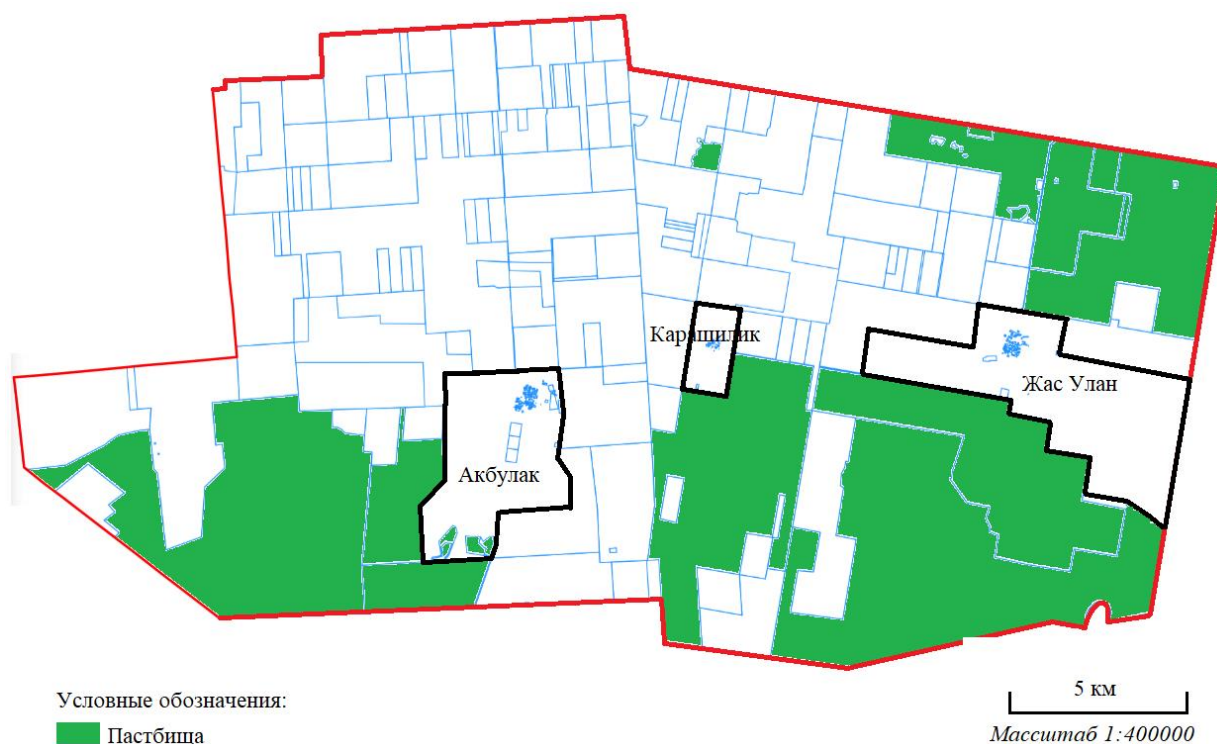 Каращилик
Жас Улан
Акбулак
Условные обозначения:
Пастбища
5 км
Масштаб 1:400000